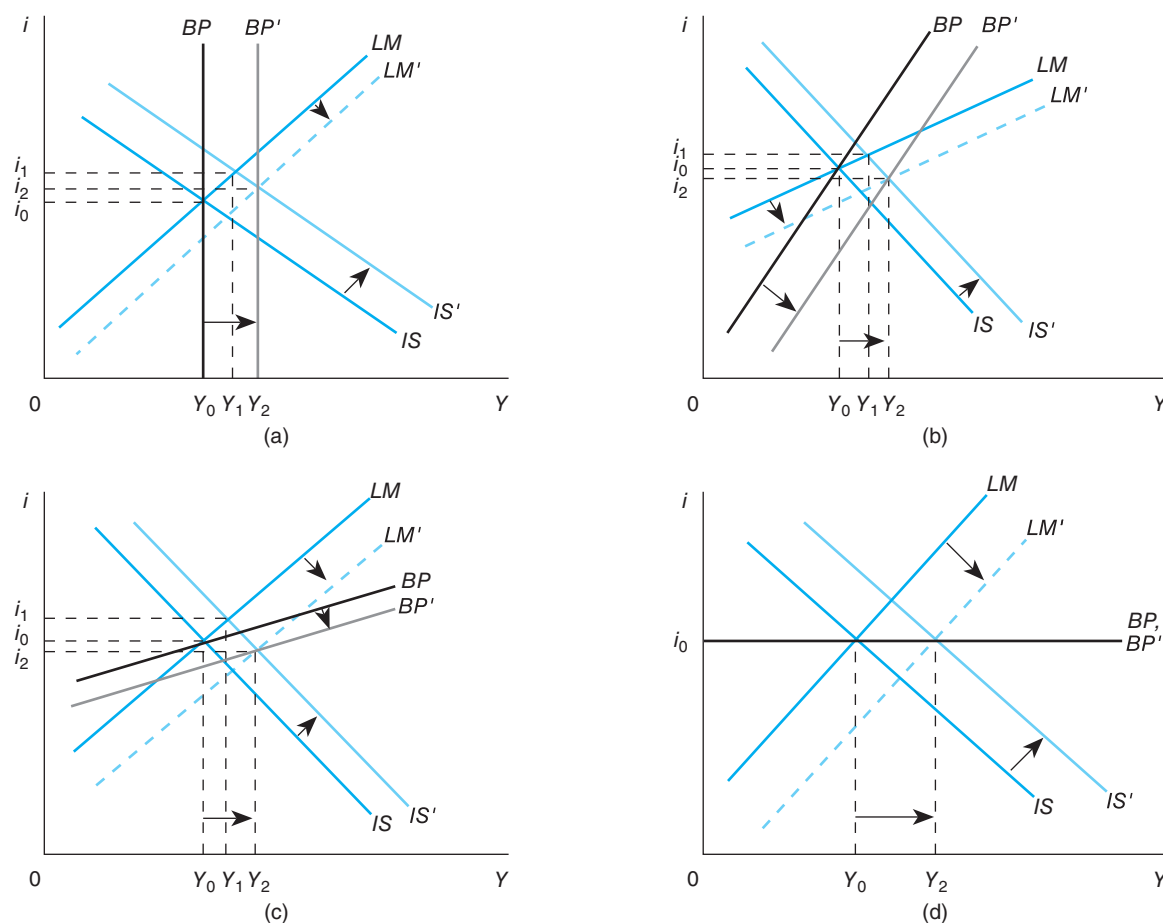 i
BP
BP'
LM
LM'
i₁
i₂
i₀
IS'
IS
0
Y₀
Y₁
Y₂
Y
(a)
i
BP
BP'
LM
LM'
i₁
i₀
i₂
IS
IS'
0
Y₀
Y₁
Y₂
Y
(b)
i
LM
LM'
BP
BP'
i₁
i₀
i₂
IS
IS'
0
Y₀
Y₁
Y₂
Y
(c)
i
LM
LM'
i₀
BP,
BP'
IS
IS'
0
Y₀
Y₂
Y
(d)